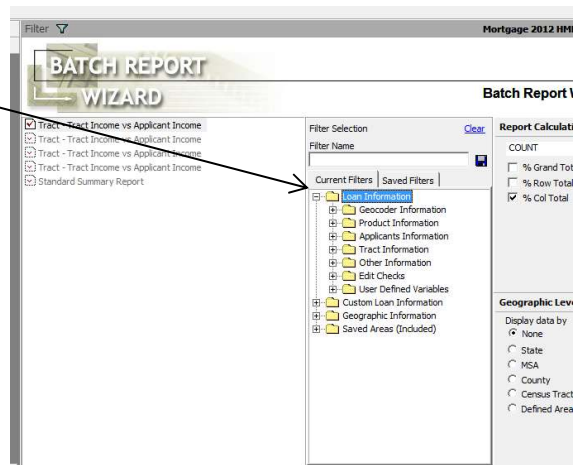 Filter
Mortgage 2012 HM
BATCH REPORT
WIZARD
Batch Report
Tract - Tract Income vs Applicant Income
Tract - Tract Income vs Applicant Income
Tract - Tract Income vs Applicant Income
Tract - Tract Income vs Applicant Income
Standard Summary Report
Filter Selection
Clear
Filter Name
Current Filters
Saved Filters
Loan Information
Geocoder Information
Product Information
Applicants Information
Tract Information
Other Information
Edit Checks
User Defined Variables
Custom Loan Information
Geographic Information
Saved Areas (Included)
Report Calculati
COUNT
% Grand Tot
% Row Total
% Col Total
Geographic Leve
Display data by
None
State
MSA
County
Census Tract
Defined Area